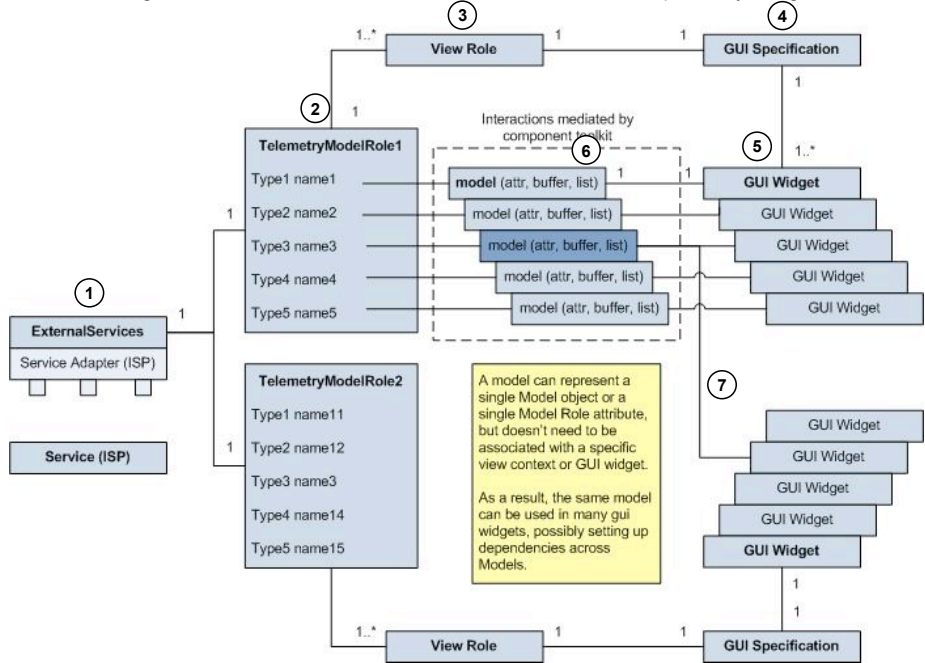 3
4
1..*
View Role
1
1
GUI Specification
2
1
1
Interactions mediated by
component toolkit
6
5
1..*
TelemetryModelRole1
Type1 name1
Type2 name2
Type3 name3
Type4 name4
Type5 name5
model (attr, buffer, list)
1
1
GUI Widget
model (attr, buffer, list)
GUI Widget
model (attr, buffer, list)
GUI Widget
model (attr, buffer, list)
GUI Widget
model (attr, buffer, list)
GUI Widget
1
1
1
ExternalServices
Service Adapter (ISP)
Service (ISP)
1
TelemetryModelRole2
Type1 name11
Type2 name12
Type3 name3
Type4 name14
Type5 name15
A model can represent a
single Model object or a
single Model Role attribute,
but doesn't need to be
associated with a specific
view context or GUI widget.
As a result, the same model
can be used in many gui
widgets, possibly setting up
dependencies across
Models.
7
GUI Widget
GUI Widget
GUI Widget
GUI Widget
GUI Widget
1
1
1..*
View Role
1
1
GUI Specification